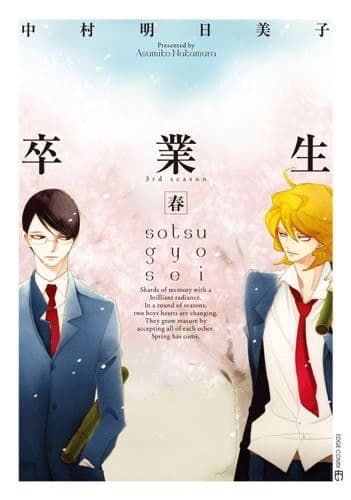 中村明日美子
Presented by
Asumiko Nakamura
卒業生
3rd season
春
sotsu
gyo
sei
Shards of memory with a
brilliant radiance.
In a round of seasons,
two boys hearts are changing.
They grow mature by
accepting all of each other.
Spring has come.
EDGE COMIX